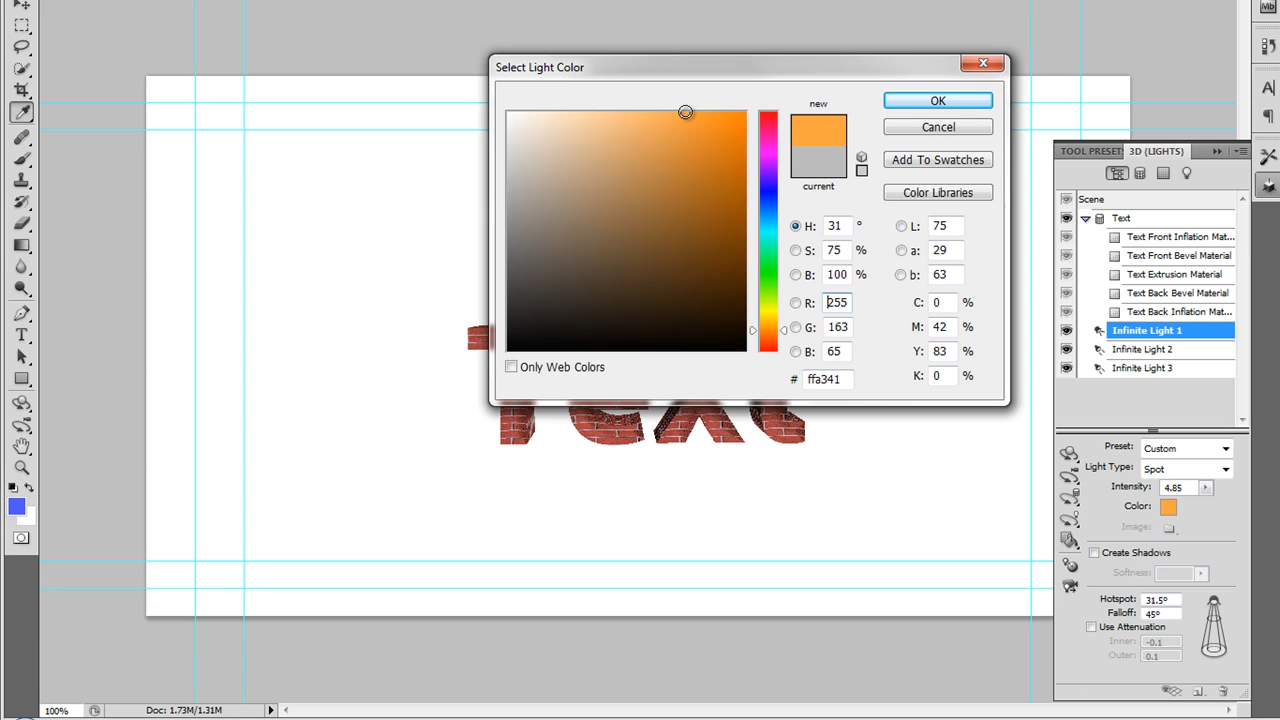 Select Light Color
new
OK
Cancel
Add To Swatches
current
Color Libraries
H: 31 °
L: 75
S: 75 %
a: 29
B: 100 %
b: 63
R: 255
C: 0 %
G: 163
M: 42 %
B: 65
Y: 83 %
# ffa341
K: 0 %
Only Web Colors
TOOL PRESET
3D (LIGHTS)
Scene
Text
Text Front Inflation Mat...
Text Front Bevel Material
Text Extrusion Material
Text Back Bevel Material
Text Back Inflation Mat...
Infinite Light 1
Infinite Light 2
Infinite Light 3
Preset: Custom
Light Type: Spot
Intensity: 4.85
Color:
Image:
Create Shadows
Softness:
Hotspot: 31.5°
Falloff: 45°
Use Attenuation
Inner: -0.1
Outer: 0.1
100%
Doc: 1.73M/1.31M
Mb
A
T